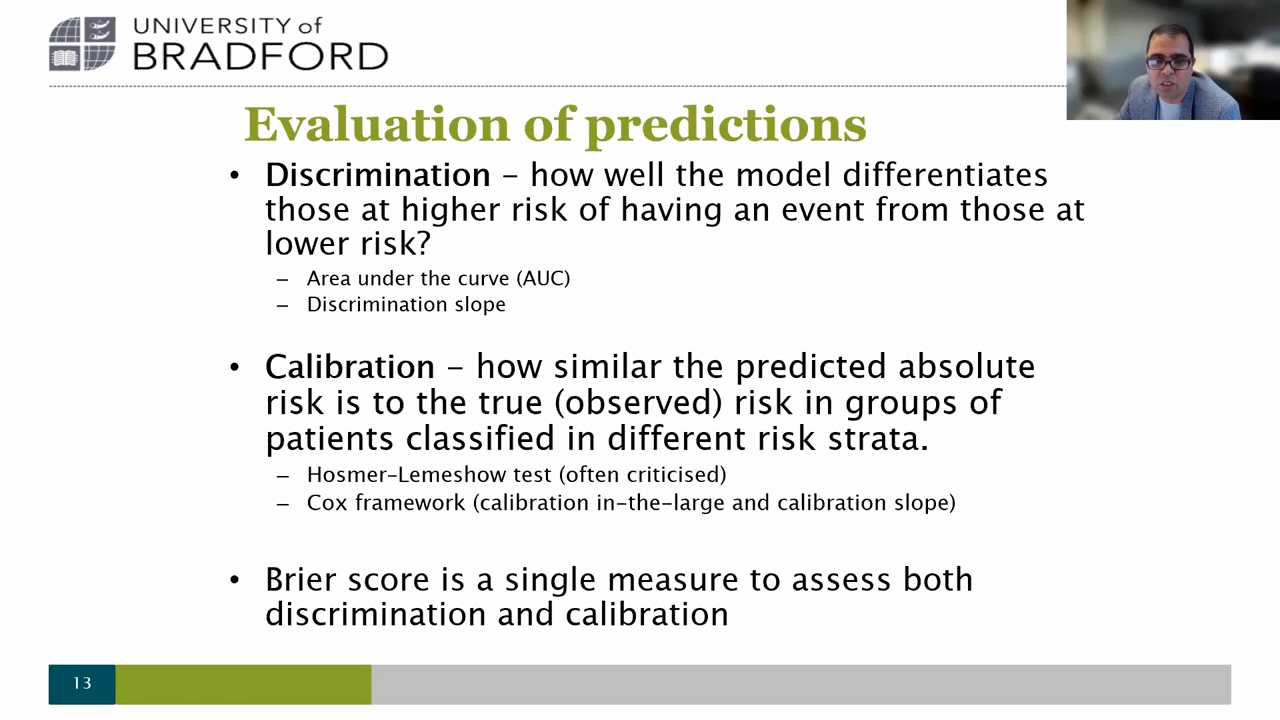 UNIVERSITY of
BRADFORD
Evaluation of predictions
• Discrimination – how well the model differentiates
those at higher risk of having an event from those at
lower risk?
– Area under the curve (AUC)
– Discrimination slope
• Calibration – how similar the predicted absolute
risk is to the true (observed) risk in groups of
patients classified in different risk strata.
– Hosmer–Lemeshow test (often criticised)
– Cox framework (calibration in–the–large and calibration slope)
• Brier score is a single measure to assess both
discrimination and calibration
13